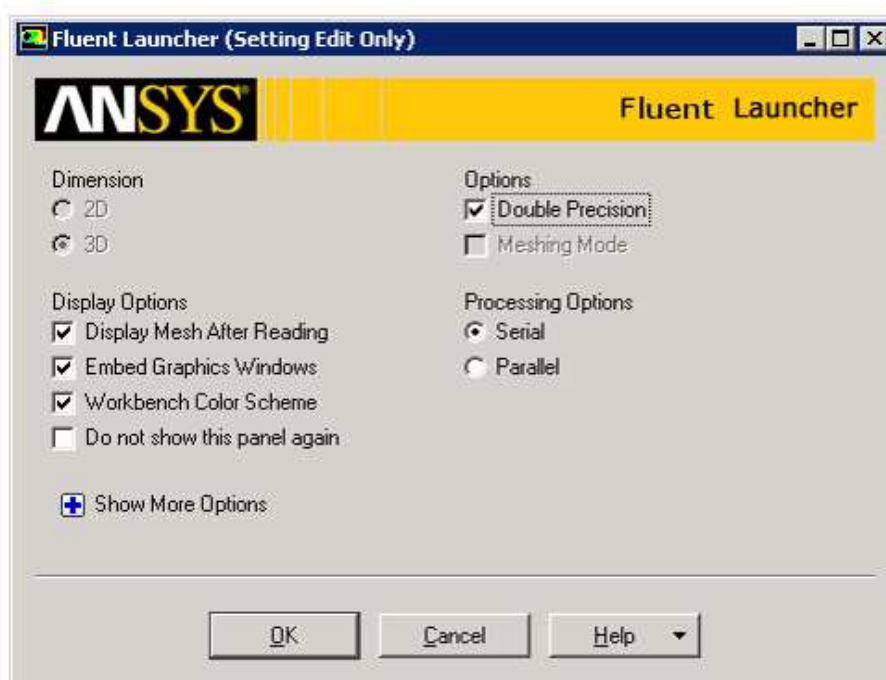 Fluent Launcher (Setting Edit Only)
ANSYS®
Fluent Launcher
Dimension
2D
3D
Options
Double Precision
Meshing Mode
Display Options
Display Mesh After Reading
Embed Graphics Windows
Workbench Color Scheme
Do not show this panel again
Processing Options
Serial
Parallel
Show More Options
OK
Cancel
Help